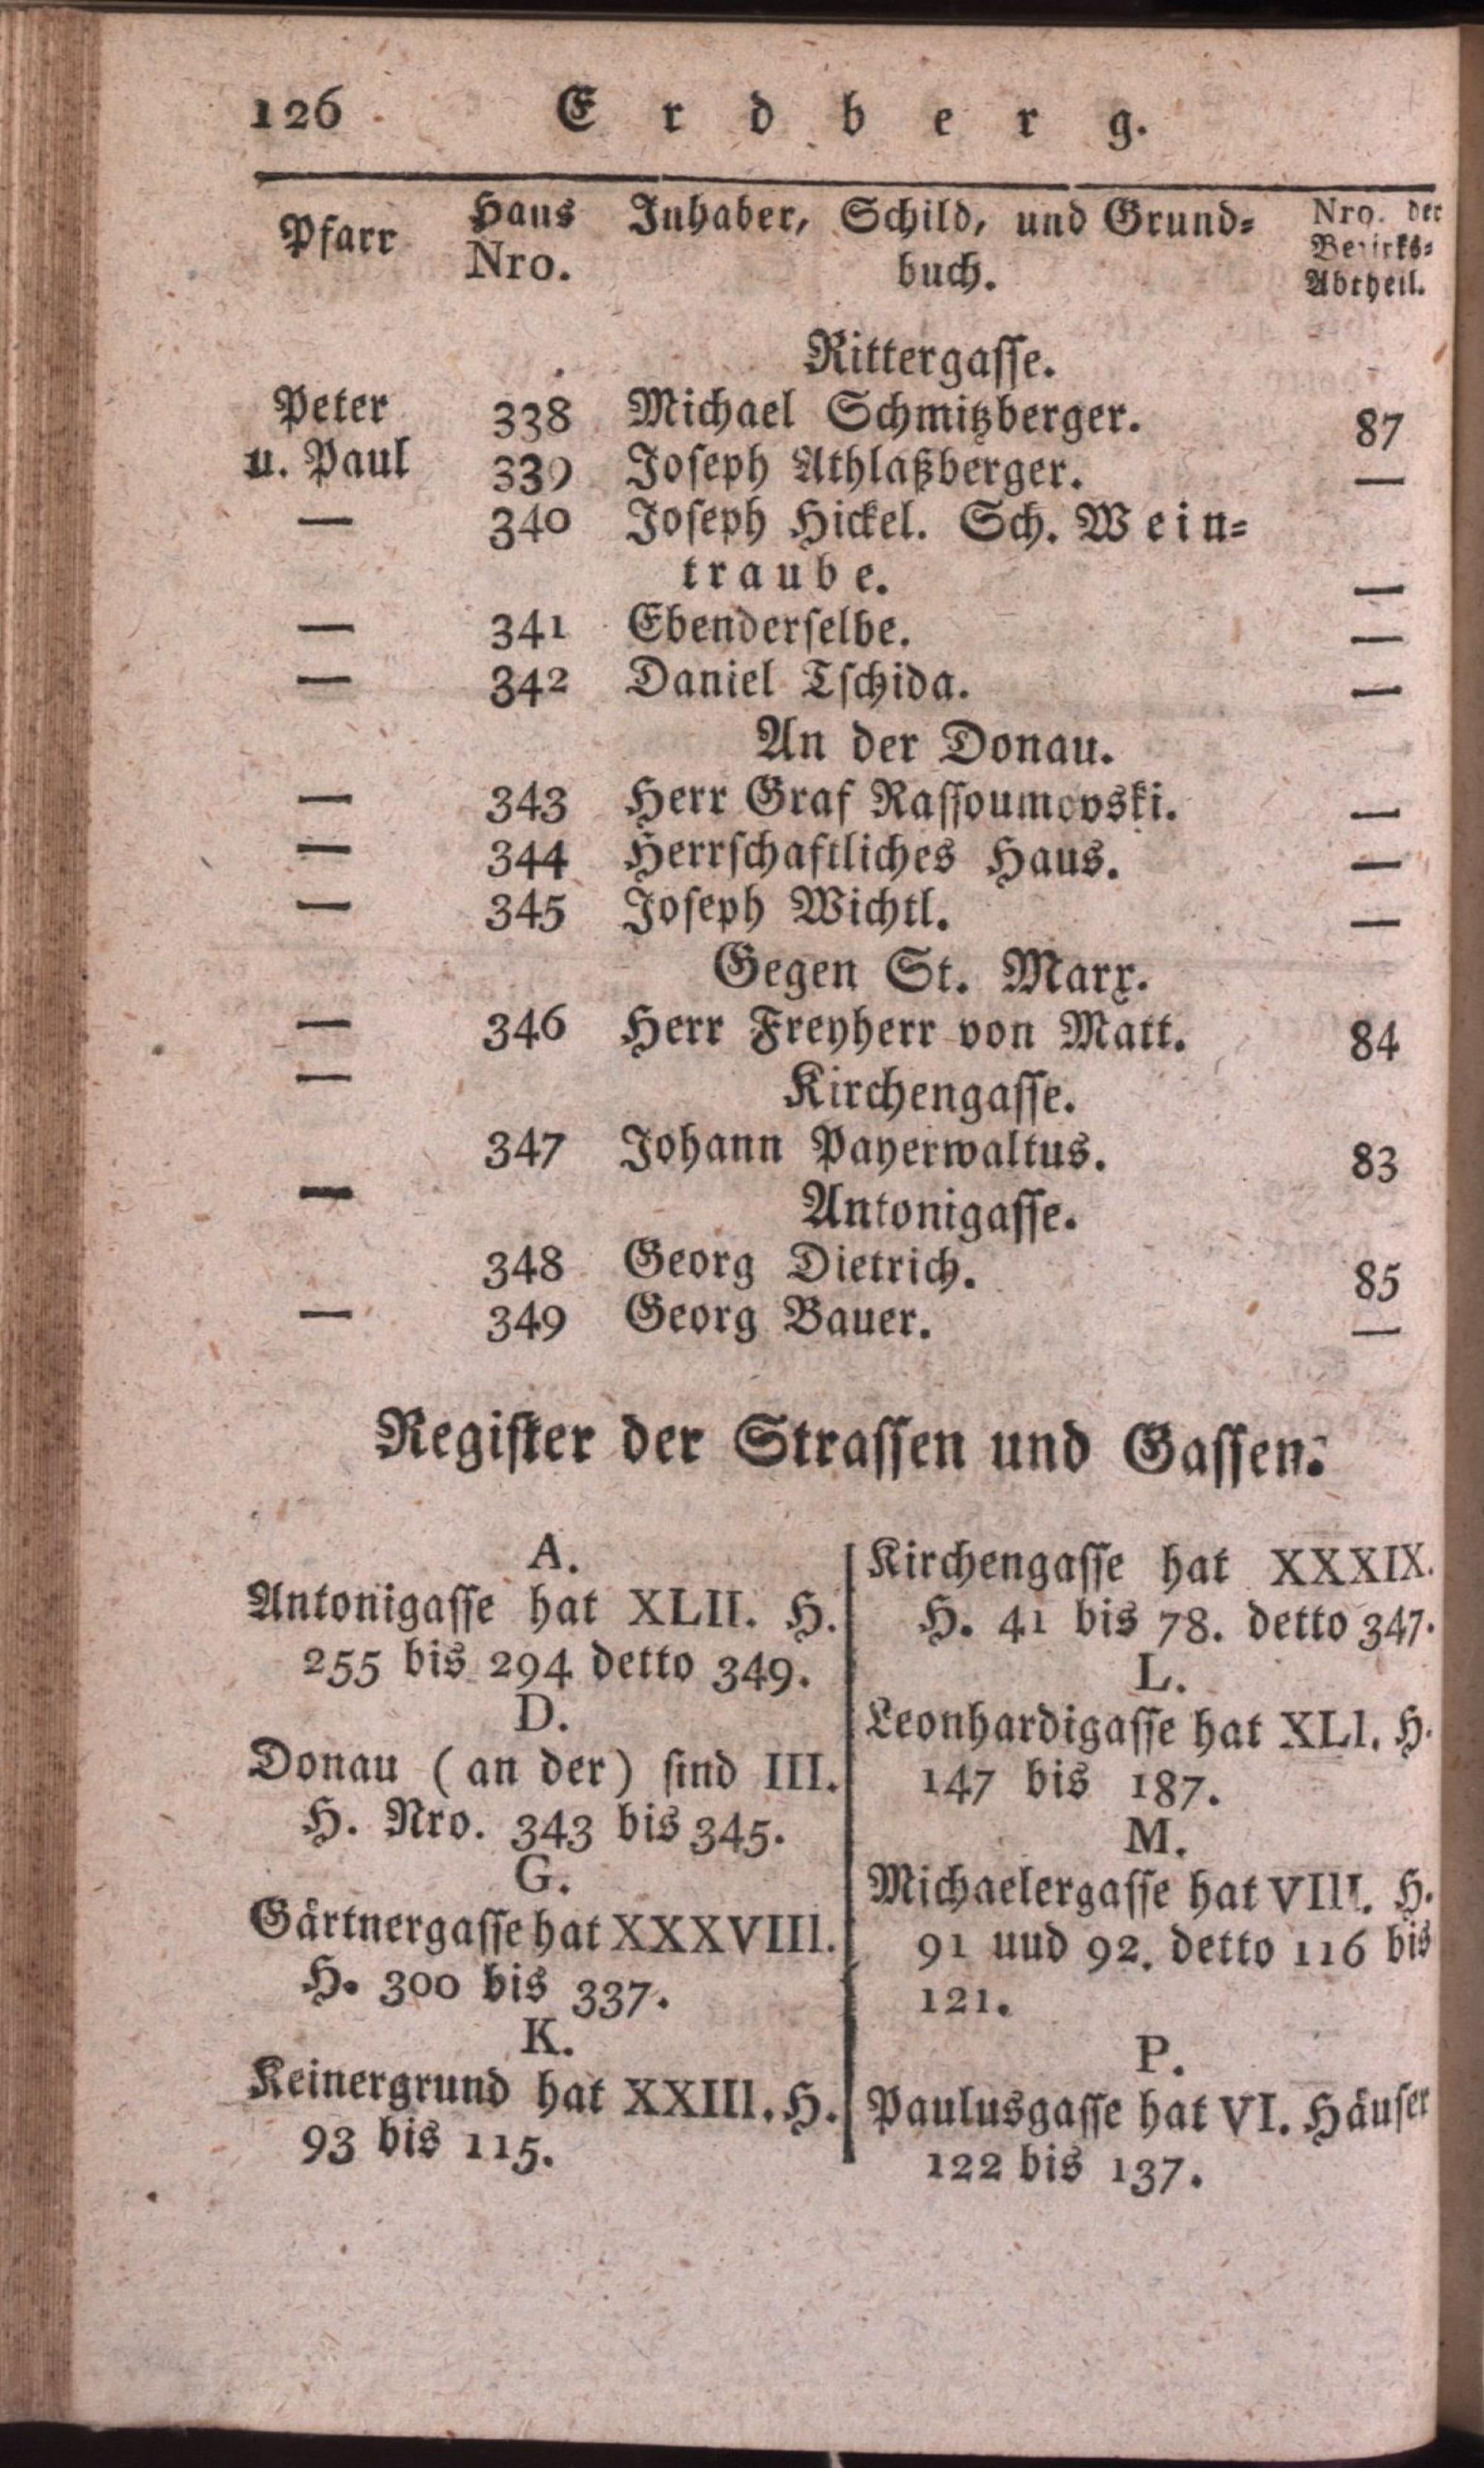 126 Erdberg.
Pfarr Haus Nro. Inhaber, Schild, und Grund= buch. Nro. der Bezirks= Abtheil.
Rittergasse.
Peter 338 Michael Schmitzberger. 87
u. Paul 339 Joseph Athlaßberger. —
— 340 Joseph Hickel. Sch. Wein=
traube. —
— 341 Ebenderselbe. —
— 342 Daniel Tschida. —
An der Donau.
— 343 Herr Graf Rassoumovski. —
— 344 Herrschaftliches Haus. —
— 345 Joseph Wichtl. —
Gegen St. Marx.
— 346 Herr Freyherr von Matt. 84
— Kirchengasse.
347 Johann Payerwaltus. 83
— Antonigasse.
348 Georg Dietrich. 85
— 349 Georg Bauer. —
Register der Strassen und Gassen.
A.
Antonigasse hat XLII. H.
255 bis 294 detto 349.
D.
Donau (an der) sind III.
H. Nro. 343 bis 345.
G.
Gärtnergasse hat XXXVIII.
H. 300 bis 337.
K.
Keinergrund hat XXIII. H.
93 bis 115.
Kirchengasse hat XXXIX.
H. 41 bis 78. detto 347.
L.
Leonhardigasse hat XLI. H.
147 bis 187.
M.
Michaelergasse hat VIII. H.
91 uud 92. detto 116 bis
121.
P.
Paulusgasse hat VI. Häuser
122 bis 137.